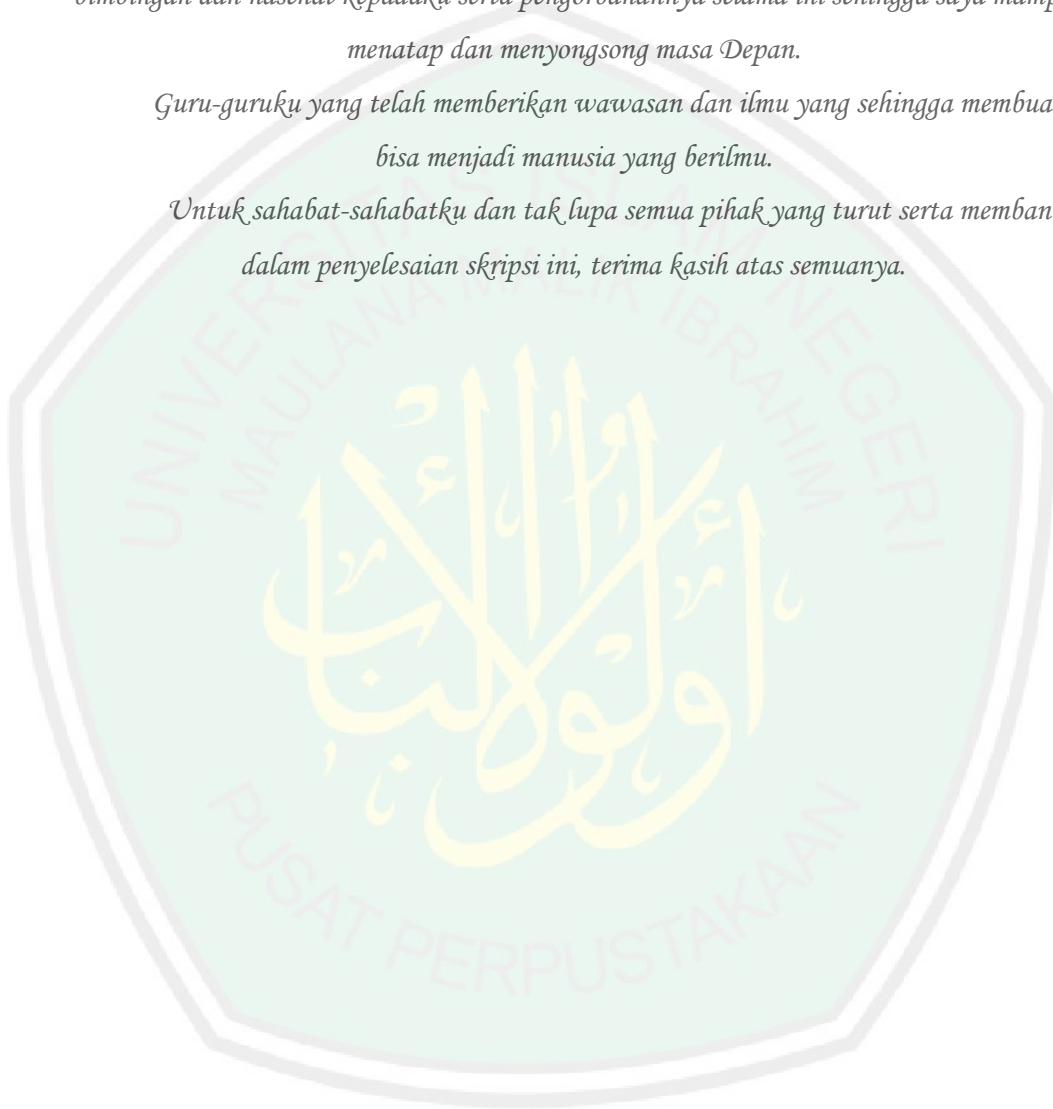 bimbingan dan nasehat kepadaku serta pengorbanannya selama ini sehingga saya
menatap dan menyongsong masa Depan.
Guru-guruku yang telah memberikan wawasan dan ilmu yang sehingga
bisa menjadi manusia yang berilmu.
Untuk sahabat-sahabatku dan tak lupa semua pihak yang turut serta
dalam penyelesaian skripsi ini, terima kasih atas semuanya.
UNIVERSITAS ISLAM NEGERI
MAULANA MALIK IBRAHIM
أولوا الألباب
PUSAT PERPUSTAKAAN